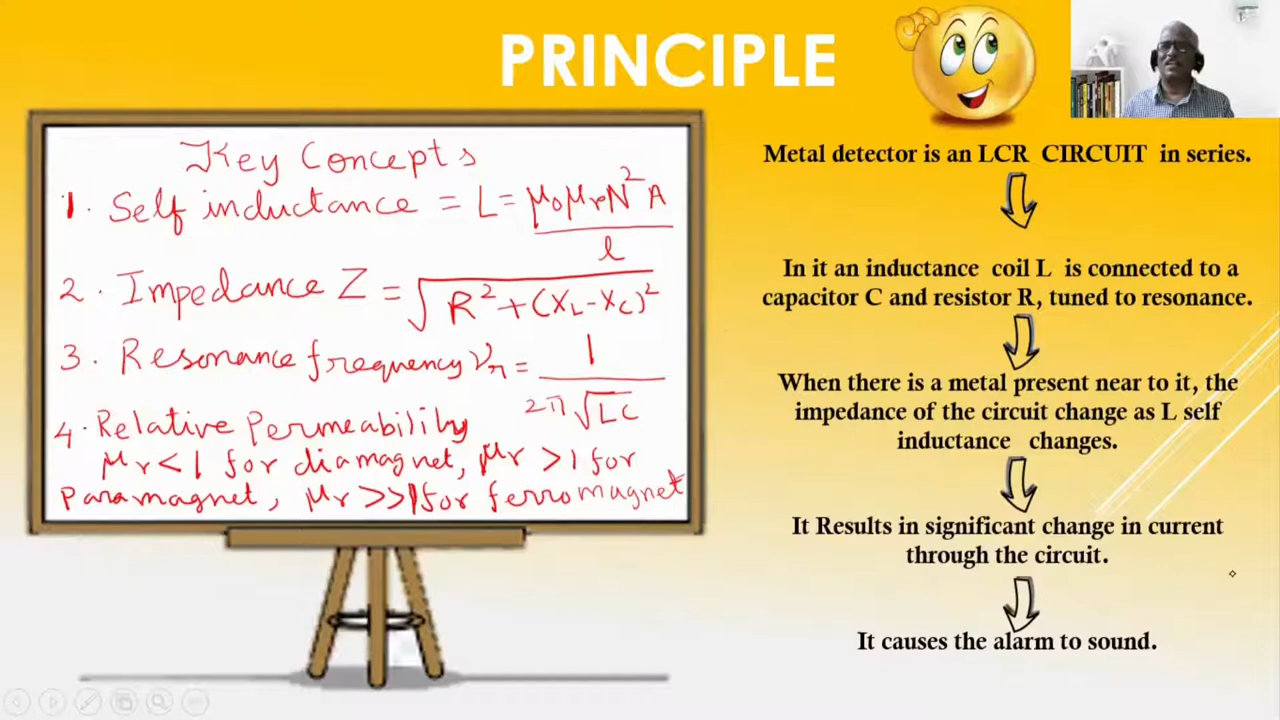 PRINCIPLE
Key Concepts
1. Self inductance = L = μ₀μᵣN²A / l
2. Impedance Z = √(R² + (X_L - X_C)²)
3. Resonance frequency νᵣ = 1 / 2π√LC
4. Relative Permeability
μᵣ < 1 for diamagnet, μᵣ > 1 for
paramagnet, μᵣ >> 1 for ferromagnet
Metal detector is an LCR CIRCUIT in series.
In it an inductance coil L is connected to a
capacitor C and resistor R, tuned to resonance.
When there is a metal present near to it, the
impedance of the circuit change as L self
inductance changes.
It Results in significant change in current
through the circuit.
It causes the alarm to sound.